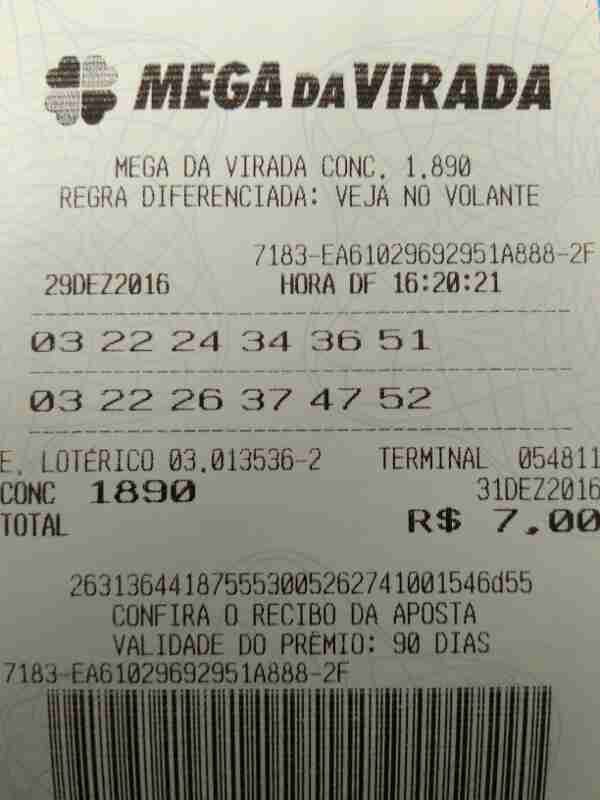 MEGA DA VIRADA
MEGA DA VIRADA CONC. 1.890
REGRA DIFERENCIADA: VEJA NO VOLANTE
7183-EA61029692951A888-2F
29DEZ2016 HORA DF 16:20:21
03 22 24 34 36 51
03 22 26 37 47 52
E. LOTÉRICO 03.013536-2 TERMINAL 054811
CONC 1890 31DEZ2016
TOTAL R$ 7,00
263136441875553005262741001546d55
CONFIRA O RECIBO DA APOSTA
VALIDADE DO PRÊMIO: 90 DIAS
7183-EA61029692951A888-2F